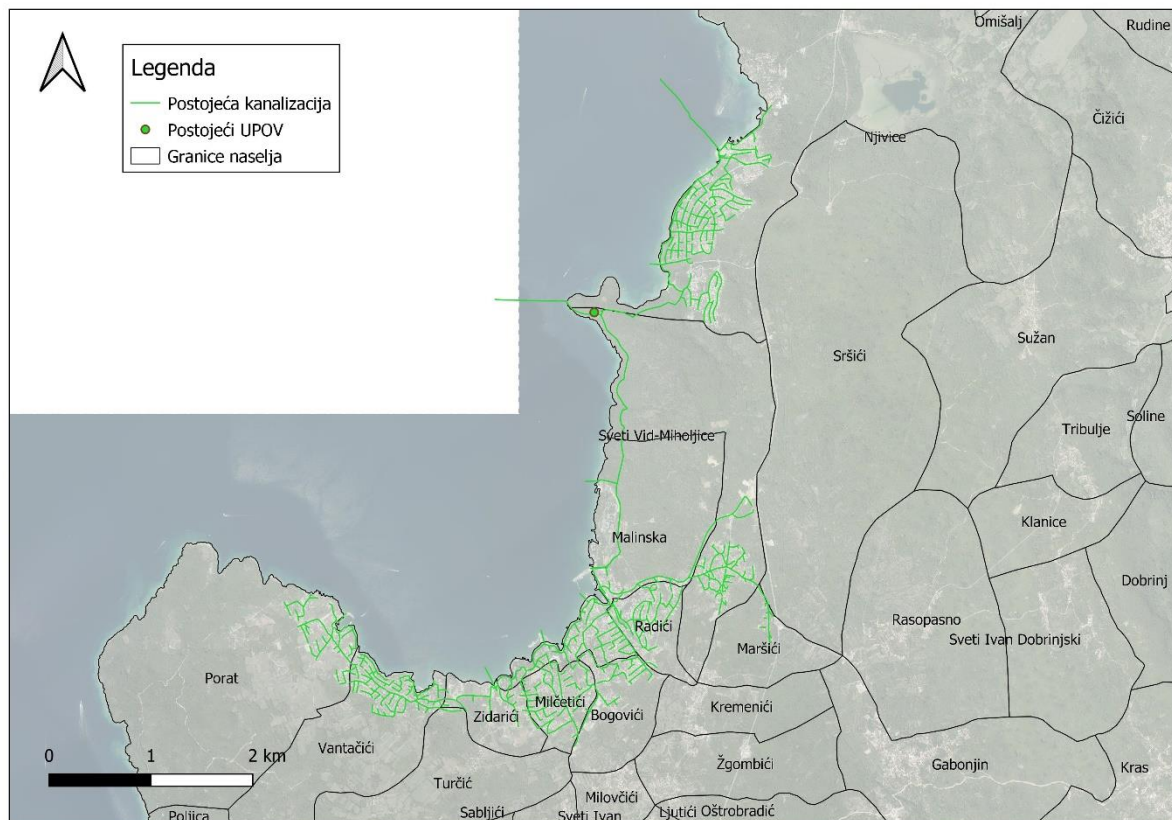 Legenda
Postojeća kanalizacija
Postojeći UPOV
Granice naselja
Omišalj
Rudine
Čižići
Njivice
Sužan
Sršići
Soline
Tribulje
Sveti Vid-Miholjice
Klanice
Malinska
Dobrinj
Rasopasno
Radići
Sveti Ivan Dobrinjski
Maršići
Porat
Milčetići
Kremenići
Zidarići
Bogovići
0 1 2 km
Vantačići
Žgombići
Gabonjin
Kras
Turčić
Milovčići
Sabljići
Ljutići
Oštrobradić
Poljica
Sveti Ivan